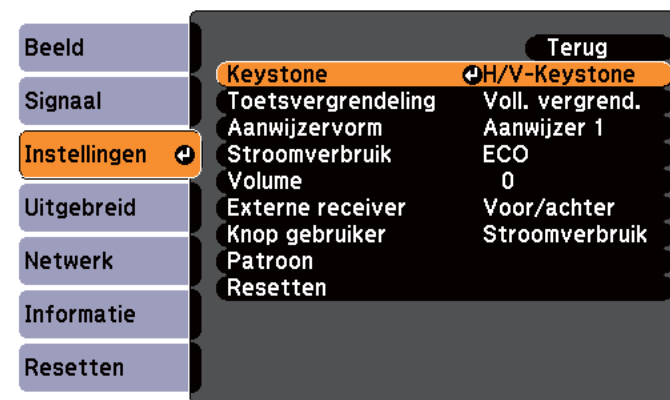 Beeld
Signaal
Instellingen
Uitgebreid
Netwerk
Informatie
Resetten
Terug
Keystone H/V-Keystone
Toetsvergrendeling Voll. vergrend.
Aanwijzervorm Aanwijzer 1
Stroomverbruik ECO
Volume 0
Externe receiver Voor/achter
Knop gebruiker Stroomverbruik
Patroon
Resetten